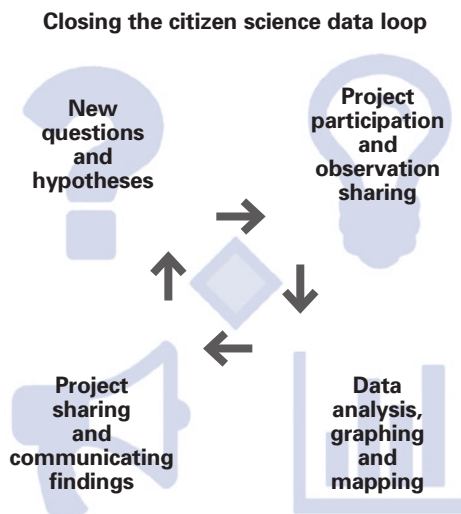 Closing the citizen science data loop
New
questions
and
hypotheses
Project
participation
and
observation
sharing
Data
analysis,
graphing
and
mapping
Project
sharing
and
communicating
findings